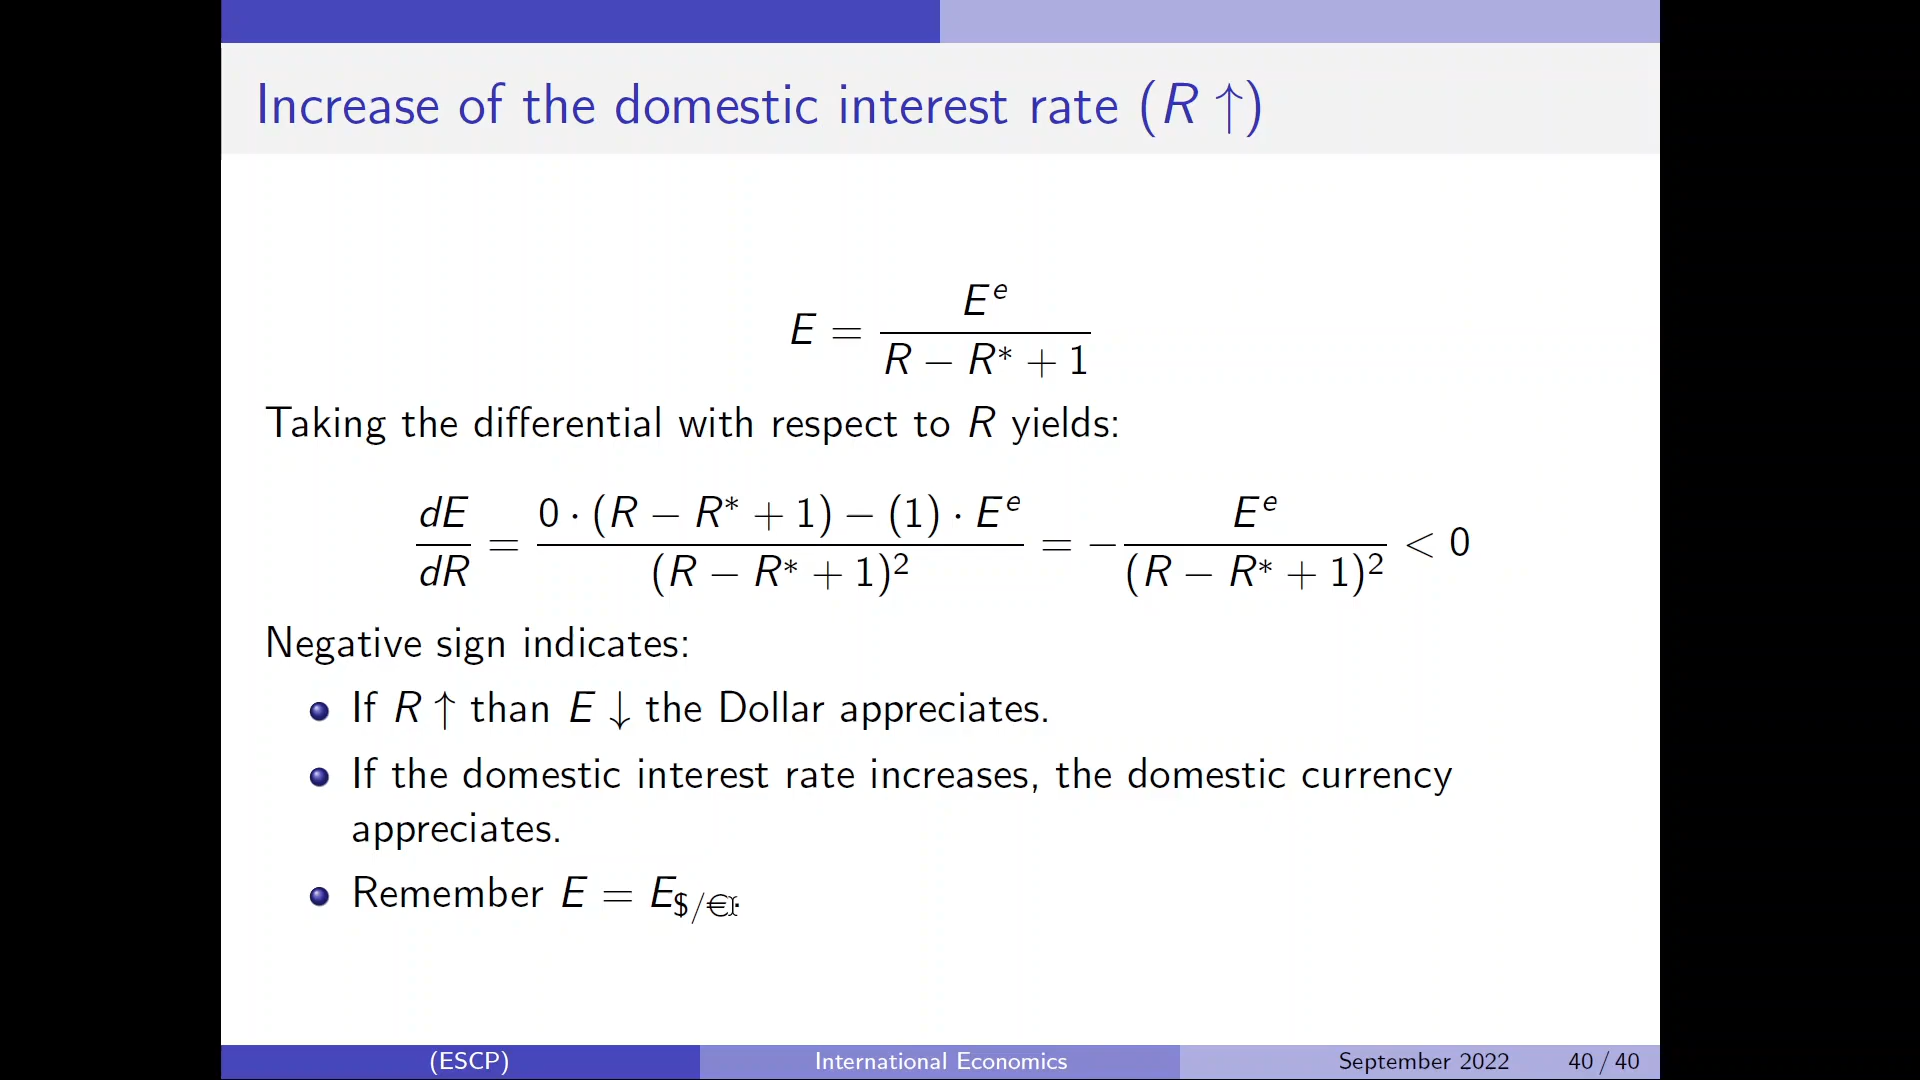 Increase of the domestic interest rate (R ↑)
E = E^e / (R − R* + 1)
Taking the differential with respect to R yields:
dE/dR = (0 · (R − R* + 1) − (1) · E^e) / (R − R* + 1)² = − E^e / (R − R* + 1)² < 0
Negative sign indicates:
If R ↑ than E ↓ the Dollar appreciates.
If the domestic interest rate increases, the domestic currency
appreciates.
Remember E = E_$/€.
(ESCP) International Economics September 2022 40 / 40